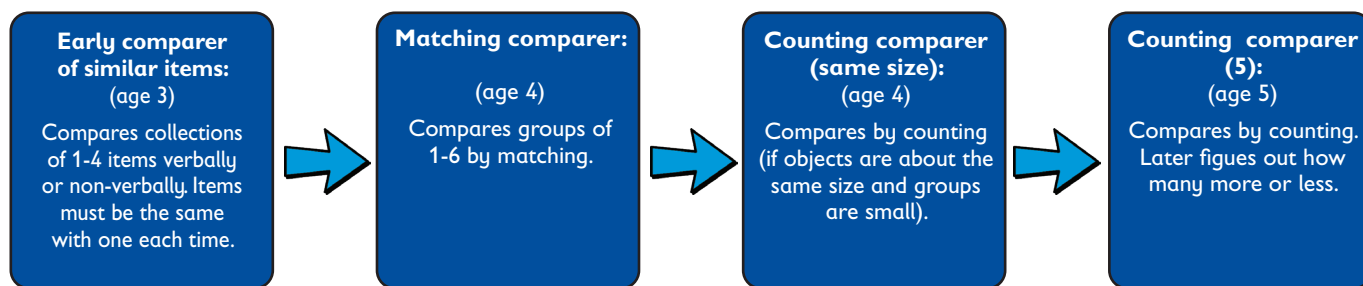 Early comparer
of similar items:
(age 3)
Compares collections
of 1-4 items verbally
or non-verbally. Items
must be the same
with one each time.
Matching comparer:
(age 4)
Compares groups of
1-6 by matching.
Counting comparer
(same size):
(age 4)
Compares by counting
(if objects are about the
same size and groups
are small).
Counting comparer
(5):
(age 5)
Compares by counting.
Later figues out how
many more or less.